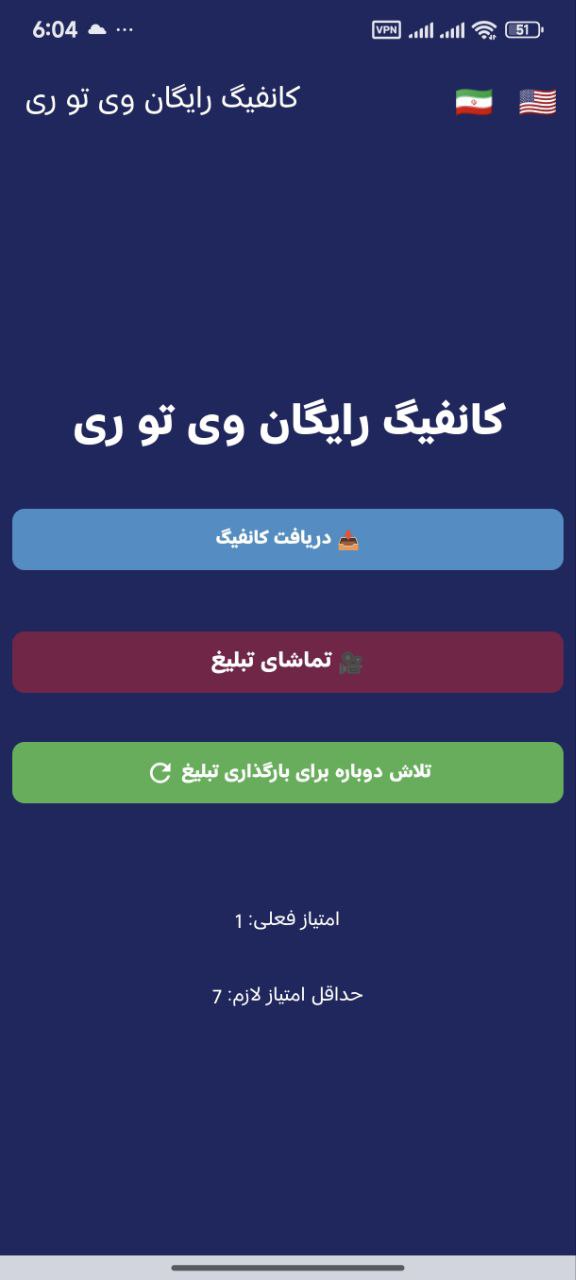 6:04 ...
VPN 51
کانفیگ رایگان وی تو ری
کانفیگ رایگان وی تو ری
دریافت کانفیگ
تماشای تبلیغ
تلاش دوباره برای بارگذاری تبلیغ
امتیاز فعلی: 1
حداقل امتیاز لازم: 7